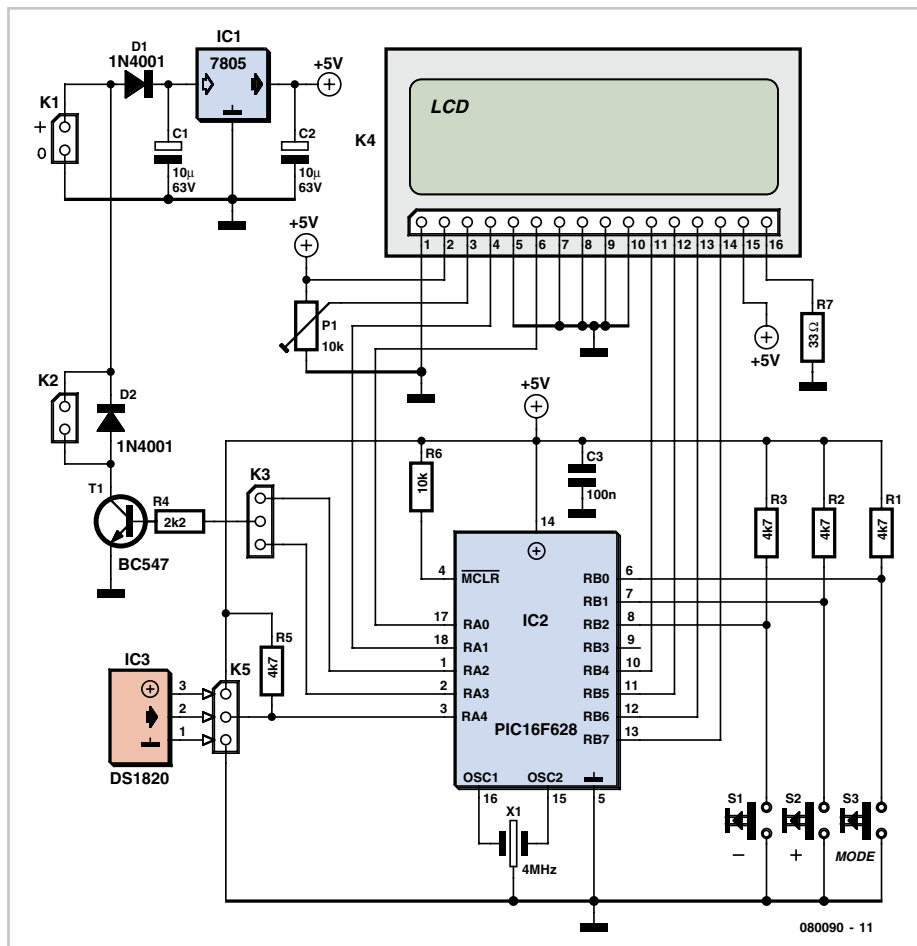 D1
1N4001
IC1
7805
+5V
K1
+
0
C1
10µ
63V
C2
10µ
63V
LCD
K4
1 2 3 4 5 6 7 8 9 10 11 12 13 14 15 16
+5V
P1
10k
R7
33Ω
+5V
K2
D2
1N4001
+5V
T1
R4
2k2
BC547
K3
R6
10k
C3
100n
R3
4k7
R2
4k7
R1
4k7
14
4 MCLR
17 RA0
18 RA1
1 RA2
2 RA3
3 RA4
IC2
PIC16F628
RB0 6
RB1 7
RB2 8
RB3 9
RB4 10
RB5 11
RB6 12
RB7 13
OSC1
OSC2
16
15
5
X1
4MHz
R5
4k7
IC3
K5
3
2
1
DS1820
S1
–
S2
+
S3
MODE
080090 - 11